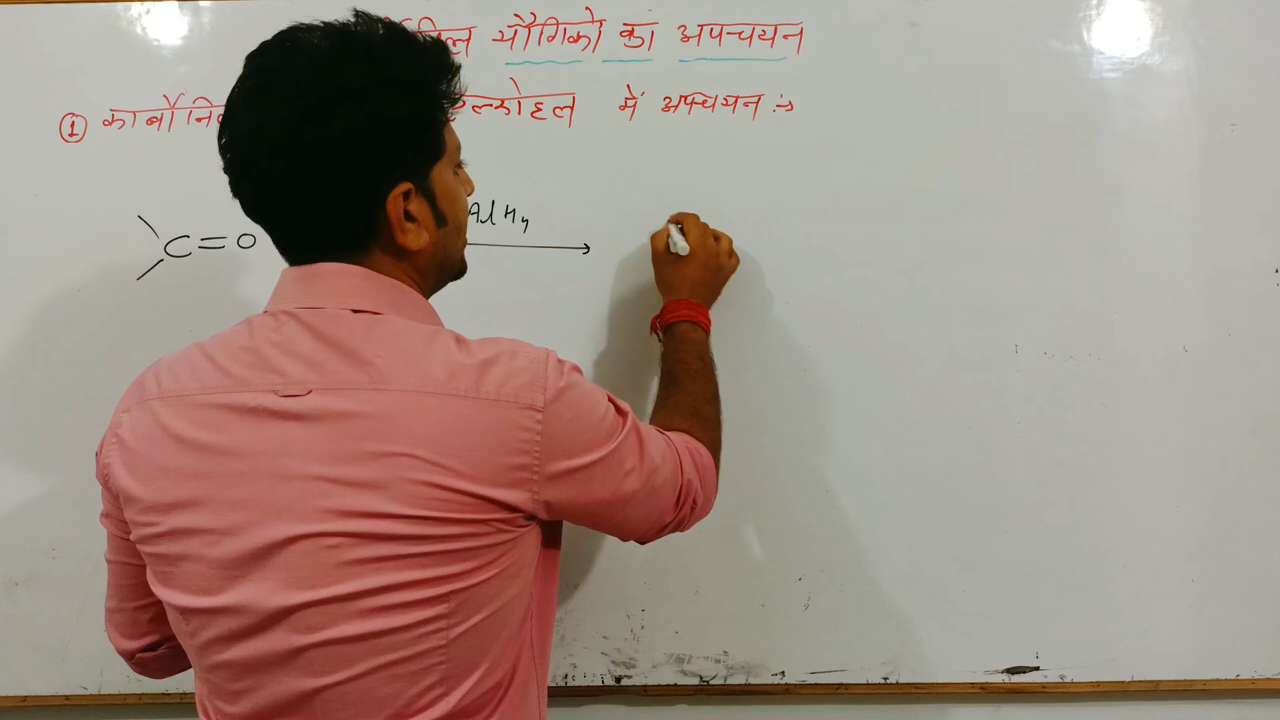 यौगिको का अपचयन
① कार्बोनि ल्कोहल में अपचयन :->
C=O AlH4